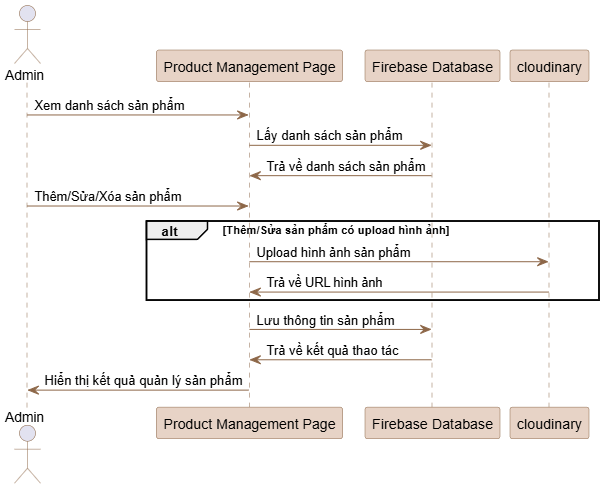 Admin
Product Management Page
Firebase Database
cloudinary
Xem danh sách sản phẩm
Lấy danh sách sản phẩm
Trả về danh sách sản phẩm
Thêm/Sửa/Xóa sản phẩm
alt
[Thêm/Sửa sản phẩm có upload hình ảnh]
Upload hình ảnh sản phẩm
Trả về URL hình ảnh
Lưu thông tin sản phẩm
Trả về kết quả thao tác
Hiển thị kết quả quản lý sản phẩm
Admin
Product Management Page
Firebase Database
cloudinary